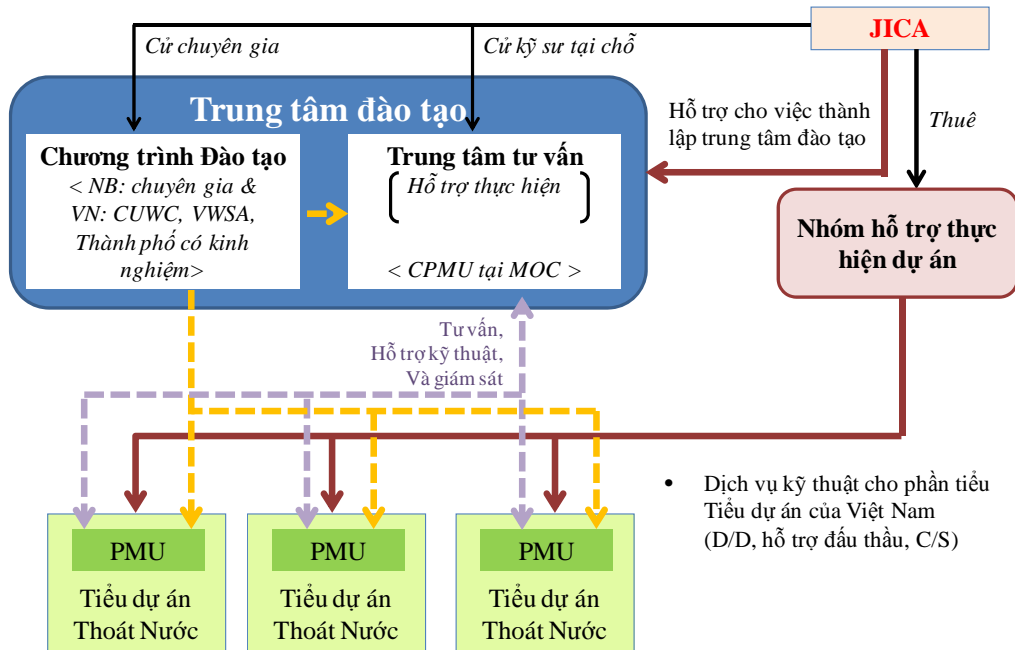 JICA
Cử chuyên gia
Cử kỹ sư tại chỗ
Trung tâm đào tạo
Hỗ trợ cho việc thành
lập trung tâm đào tạo
Thuê
Chương trình Đào tạo
< NB: chuyên gia &
VN: CUWC, VWSA,
Thành phố có kinh
nghiệm>
Trung tâm tư vấn
Hỗ trợ thực hiện
< CPMU tại MOC >
Nhóm hỗ trợ thực
hiện dự án
Tư vấn,
Hỗ trợ kỹ thuật,
Và giám sát
• Dịch vụ kỹ thuật cho phần tiểu
Tiểu dự án của Việt Nam
(D/D, hỗ trợ đấu thầu, C/S)
PMU
Tiểu dự án
Thoát Nước
PMU
Tiểu dự án
Thoát Nước
PMU
Tiểu dự án
Thoát Nước